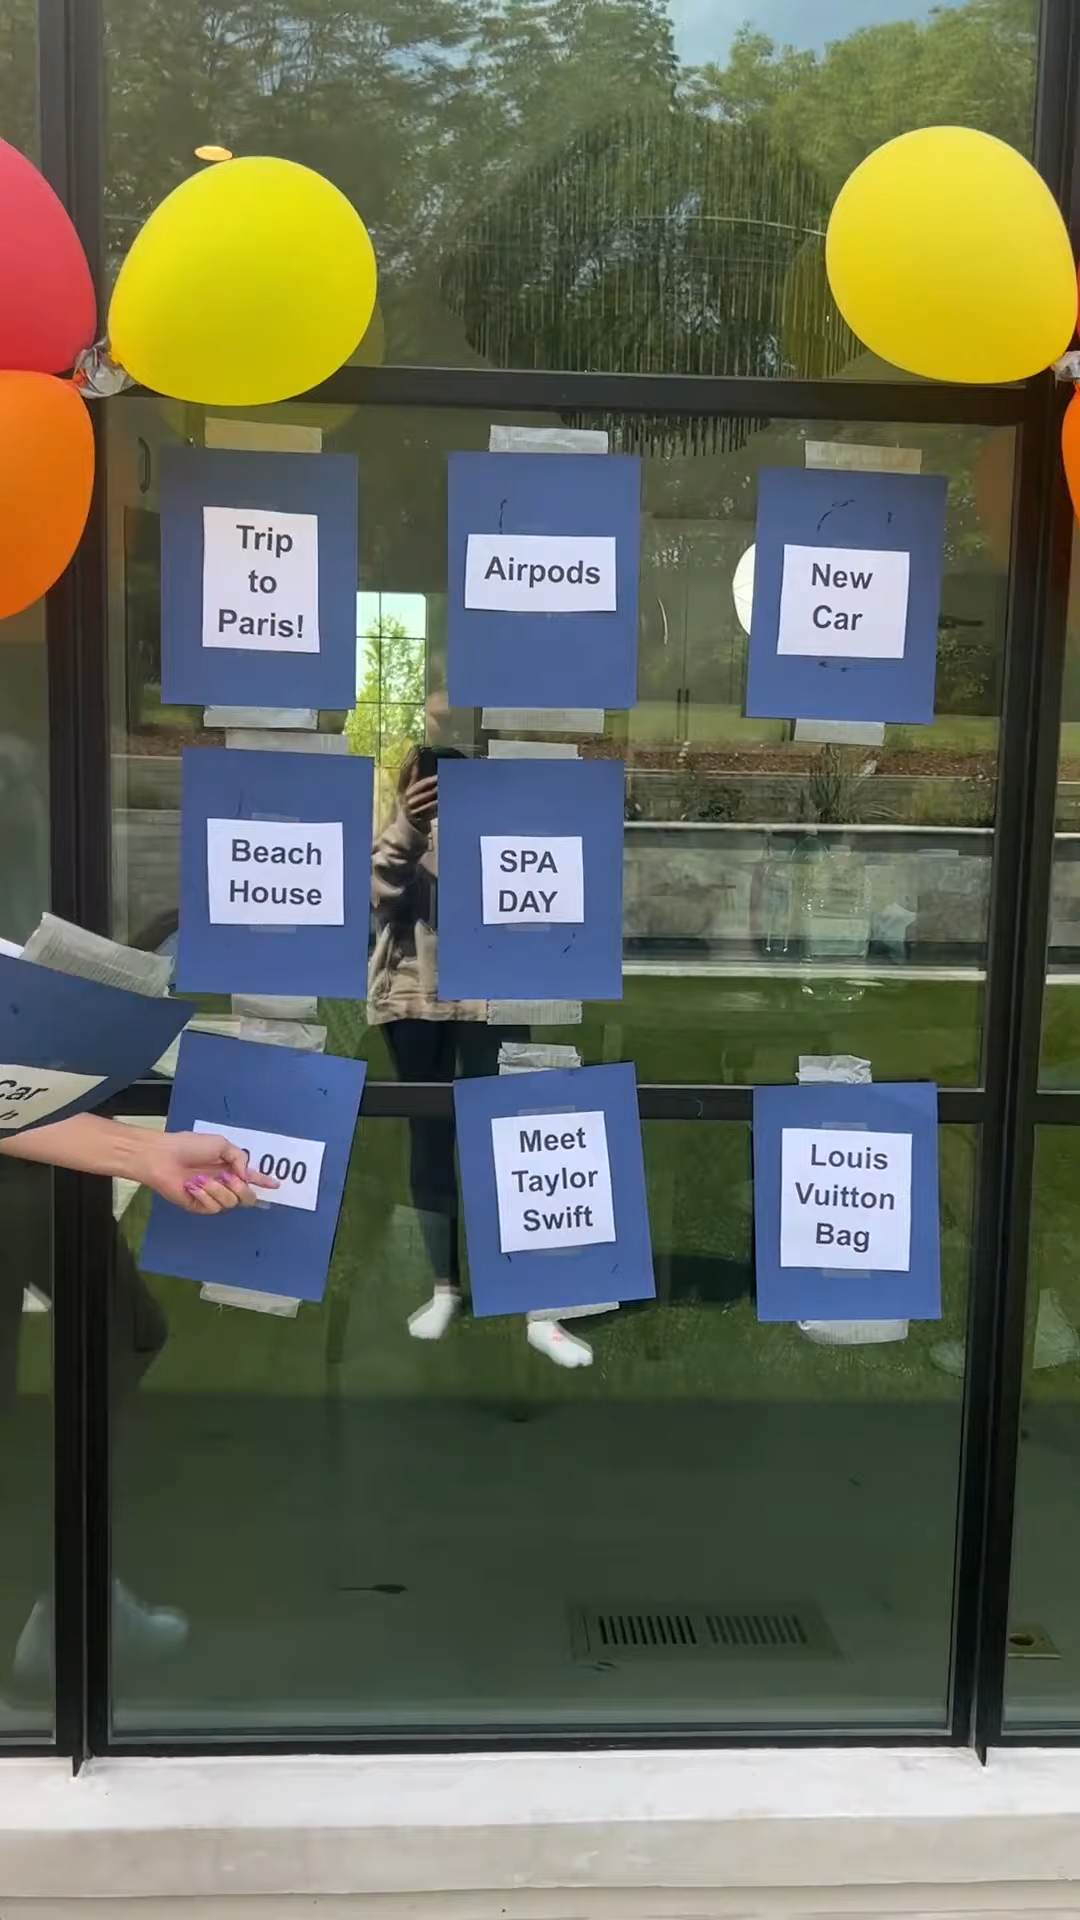 Trip
to
Paris!
Airpods
New
Car
Beach
House
SPA
DAY
Car
,000
Meet
Taylor
Swift
Louis
Vuitton
Bag